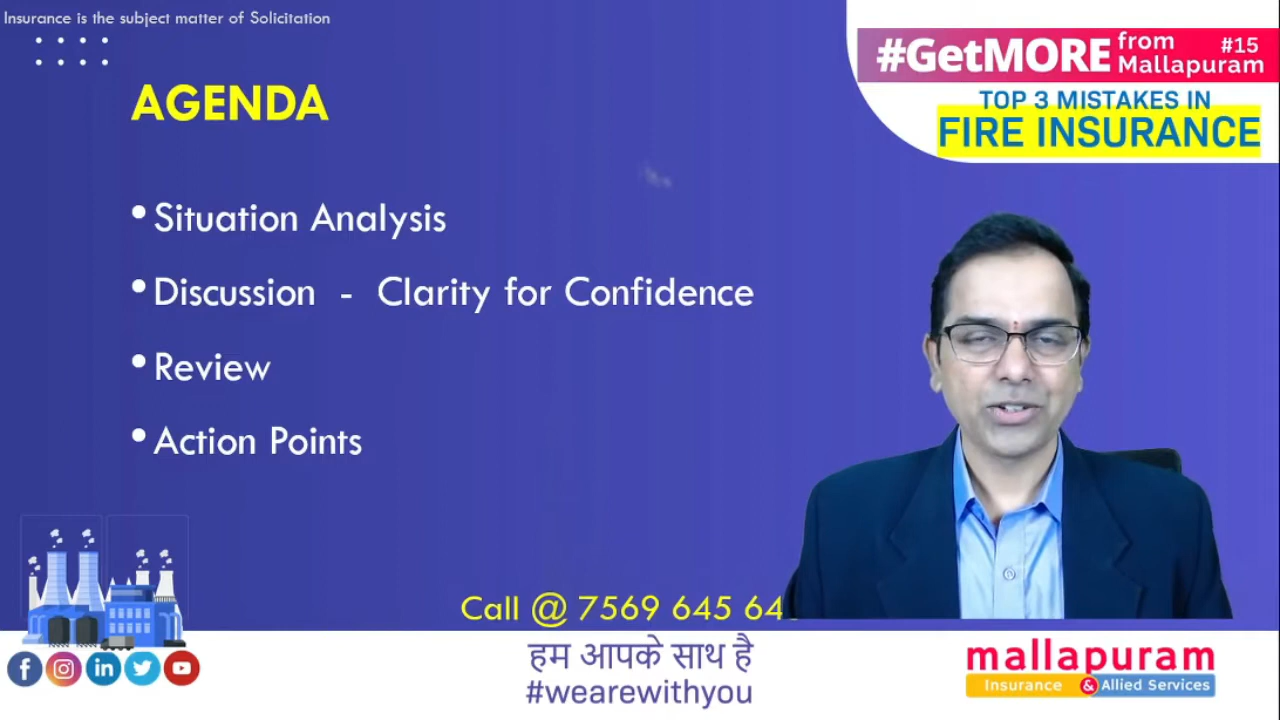 Insurance is the subject matter of Solicitation
#GetMORE from Mallapuram #15
TOP 3 MISTAKES IN
FIRE INSURANCE
AGENDA
• Situation Analysis
• Discussion - Clarity for Confidence
• Review
• Action Points
Call @ 7569 645 64
हम आपके साथ है
#wearewithyou
mallapuram
Insurance & Allied Services